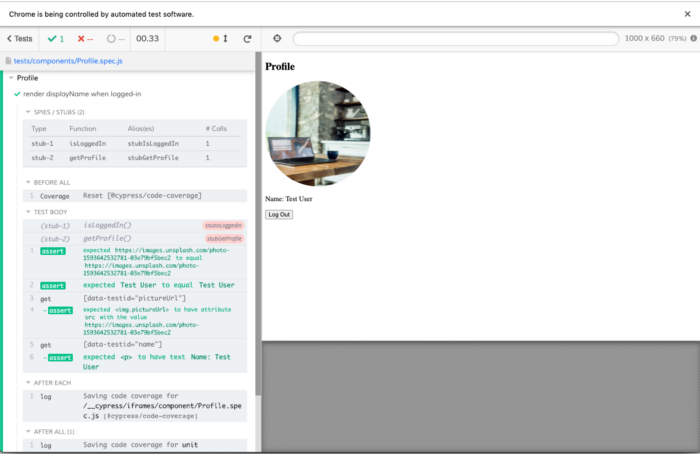 Chrome is being controlled by automated test software.
Tests
1
--
--
00.33
1000 x 660 (79%)
tests/components/Profile.spec.js
Profile
render displayName when logged-in
SPIES / STUBS (2)
Type Function Alias(es) # Calls
stub-1 isLoggedIn stubIsLoggedIn 1
stub-2 getProfile stubGetProfile 1
BEFORE ALL
1 Coverage Reset [@cypress/code-coverage]
TEST BODY
(stub-1) isLoggedIn() stubIsLoggedIn
(stub-2) getProfile() stubGetProfile
1 assert expected https://images.unsplash.com/photo-
1593642532781-03e79bf5bec2 to equal
https://images.unsplash.com/photo-
1593642532781-03e79bf5bec2
2 assert expected Test User to equal Test User
3 get [data-testid="pictureUrl"]
4 -assert expected <img.pictureUrl> to have attribute
src with the value
https://images.unsplash.com/photo-
1593642532781-03e79bf5bec2
5 get [data-testid="name"]
6 -assert expected <p> to have text Name: Test
User
AFTER EACH
1 log Saving code coverage for
/__cypress/iframes/component/Profile.spe
c.js [@cypress/code-coverage]
AFTER ALL (1)
1 log Saving code coverage for unit
Profile
Name: Test User
Log Out